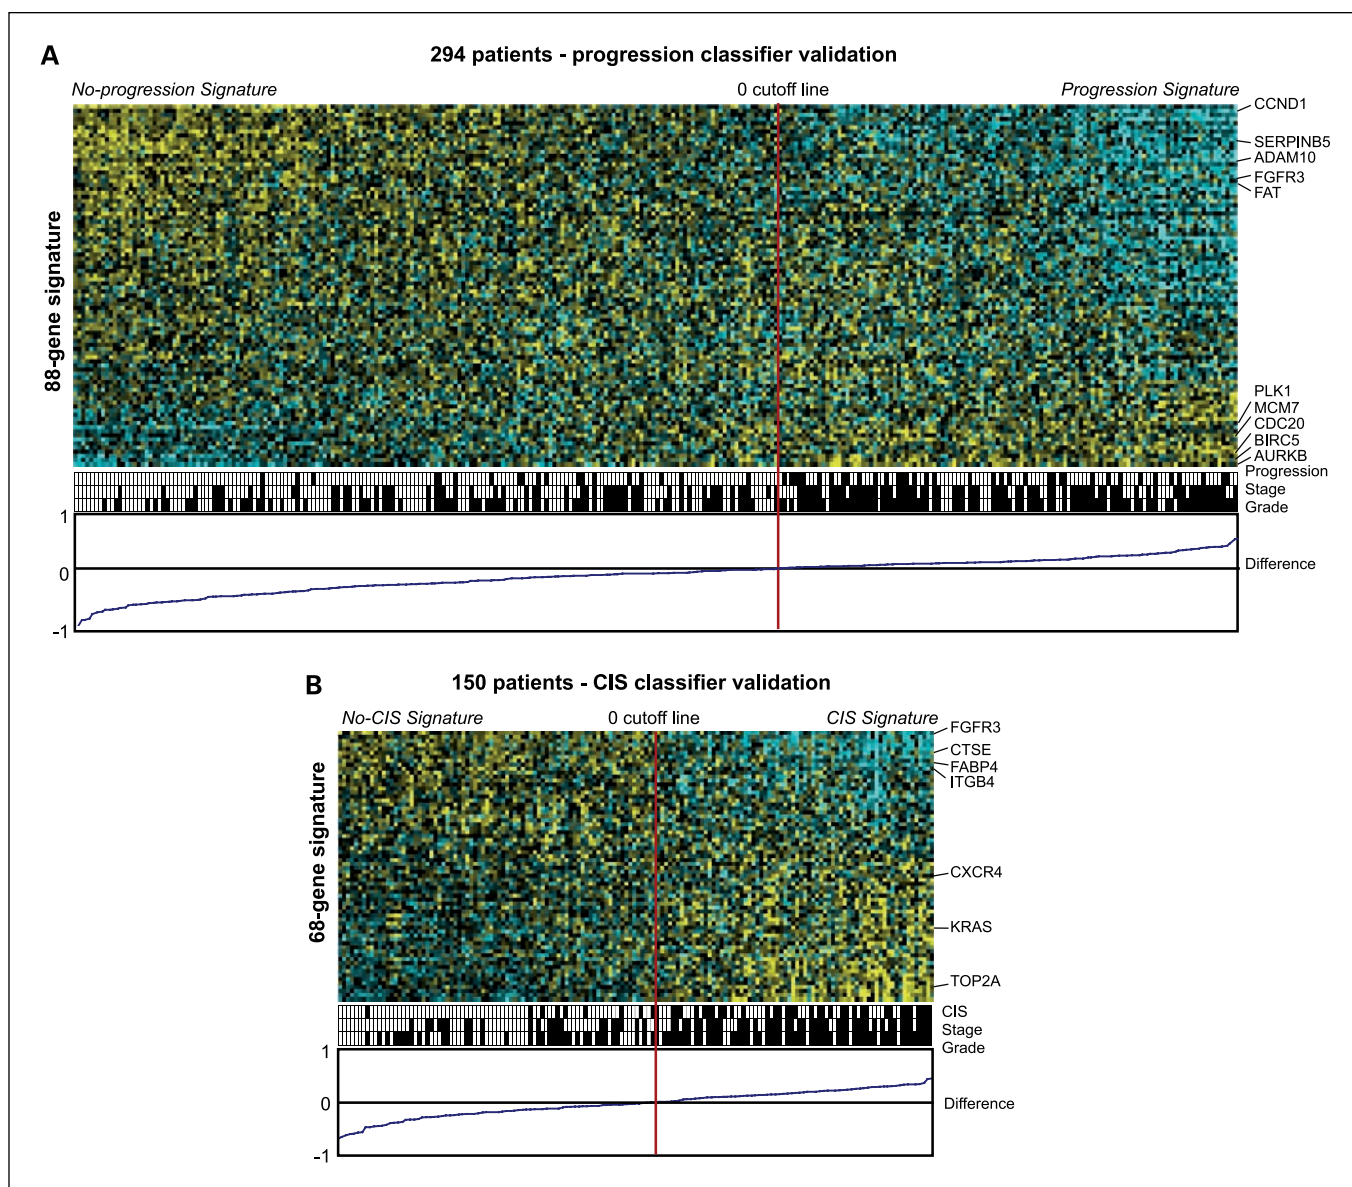 A
294 patients - progression classifier validation
No-progression Signature
0 cutoff line
Progression Signature
CCND1
SERPINB5
ADAM10
FGFR3
FAT
88-gene signature
PLK1
MCM7
CDC20
BIRC5
AURKB
Progression
Stage
Grade
1
0
-1
Difference
B
150 patients - CIS classifier validation
No-CIS Signature
0 cutoff line
CIS Signature
FGFR3
CTSE
FABP4
ITGB4
68-gene signature
CXCR4
KRAS
TOP2A
CIS
Stage
Grade
1
0
-1
Difference